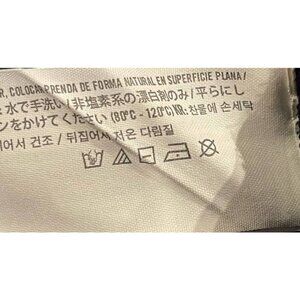 R, COLOCAR PRENDA DE FORMA NATURAL EN SUPERFICIE PLANA /
: 水で手洗い / 非塩素系の漂白剤のみ / 平らにし
ンをかけてください (80°C - 120°C) KR: 찬물에 손세탁
어서 건조 / 뒤집어서 저온 다림질